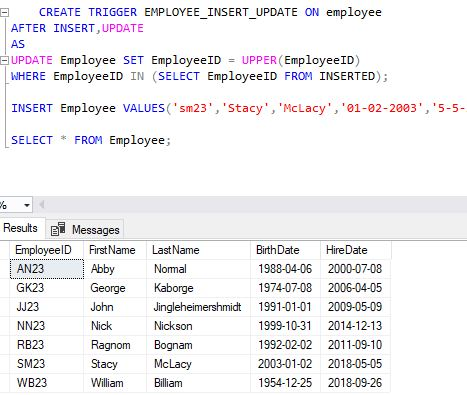 CREATE TRIGGER EMPLOYEE_INSERT_UPDATE ON employee
AFTER INSERT,UPDATE
AS
UPDATE Employee SET EmployeeID = UPPER(EmployeeID)
WHERE EmployeeID IN (SELECT EmployeeID FROM INSERTED);
INSERT Employee VALUES('sm23','Stacy','McLacy','01-02-2003','5-5-
SELECT * FROM Employee;
%
Results Messages
EmployeeID FirstName LastName BirthDate HireDate
AN23 Abby Normal 1988-04-06 2000-07-08
GK23 George Kaborge 1974-07-08 2006-04-05
JJ23 John Jingleheimershmidt 1991-01-01 2009-05-09
NN23 Nick Nickson 1999-10-31 2014-12-13
RB23 Ragnom Bognam 1992-02-02 2011-09-10
SM23 Stacy McLacy 2003-01-02 2018-05-05
WB23 William Billiam 1954-12-25 2018-09-26